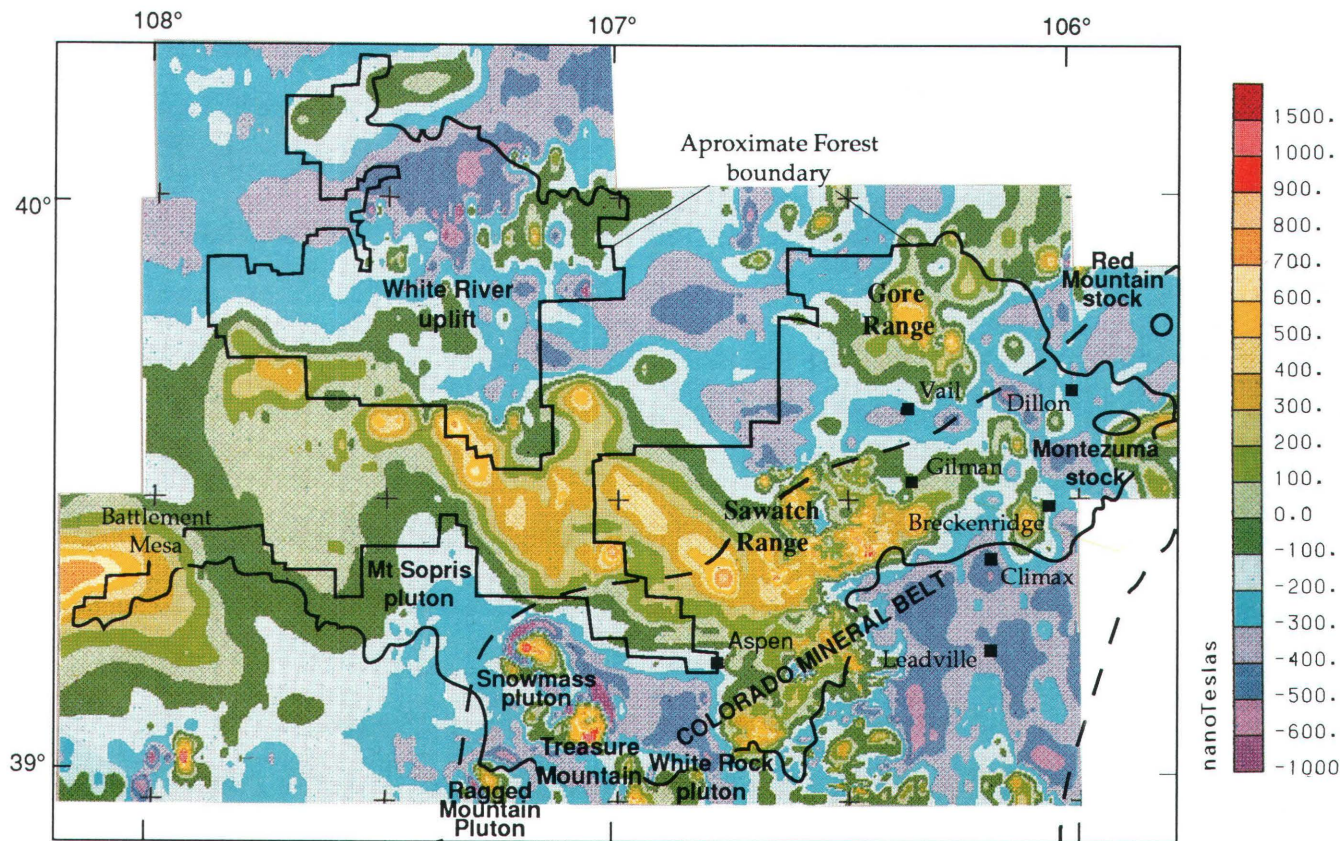 108°
107°
106°
Aproximate Forest
boundary
40°
Red
Mountain
stock
Gore
Range
White River
uplift
Vail
Dillon
Gilman
Montezuma
stock
Sawatch
Range
Breckenridge
Battlement
Mesa
Mt Sopris
pluton
Climax
Aspen
Leadville
COLORADO MINERAL BELT
Snowmass
pluton
Treasure
Mountain
White Rock
pluton
39°
Ragged
Mountain
Pluton
1500.
1000.
900.
800.
700.
600.
500.
400.
300.
200.
100.
0.0
-100.
-200.
-300.
-400.
-500.
-600.
-1000
nanoTeslas